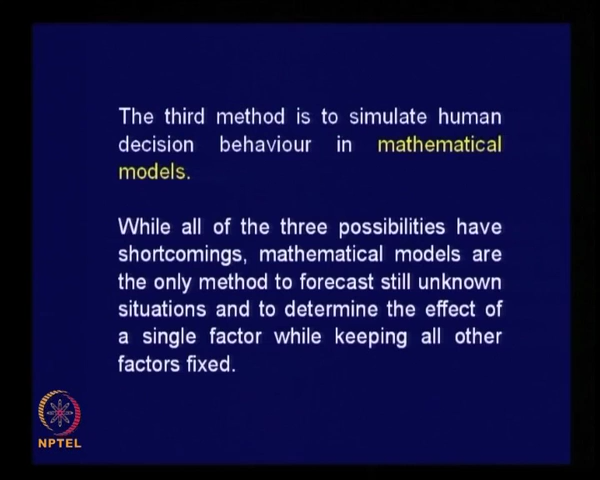 The third method is to simulate human
decision behaviour in mathematical
models.
While all of the three possibilities have
shortcomings, mathematical models are
the only method to forecast still unknown
situations and to determine the effect of
a single factor while keeping all other
factors fixed.
NPTEL